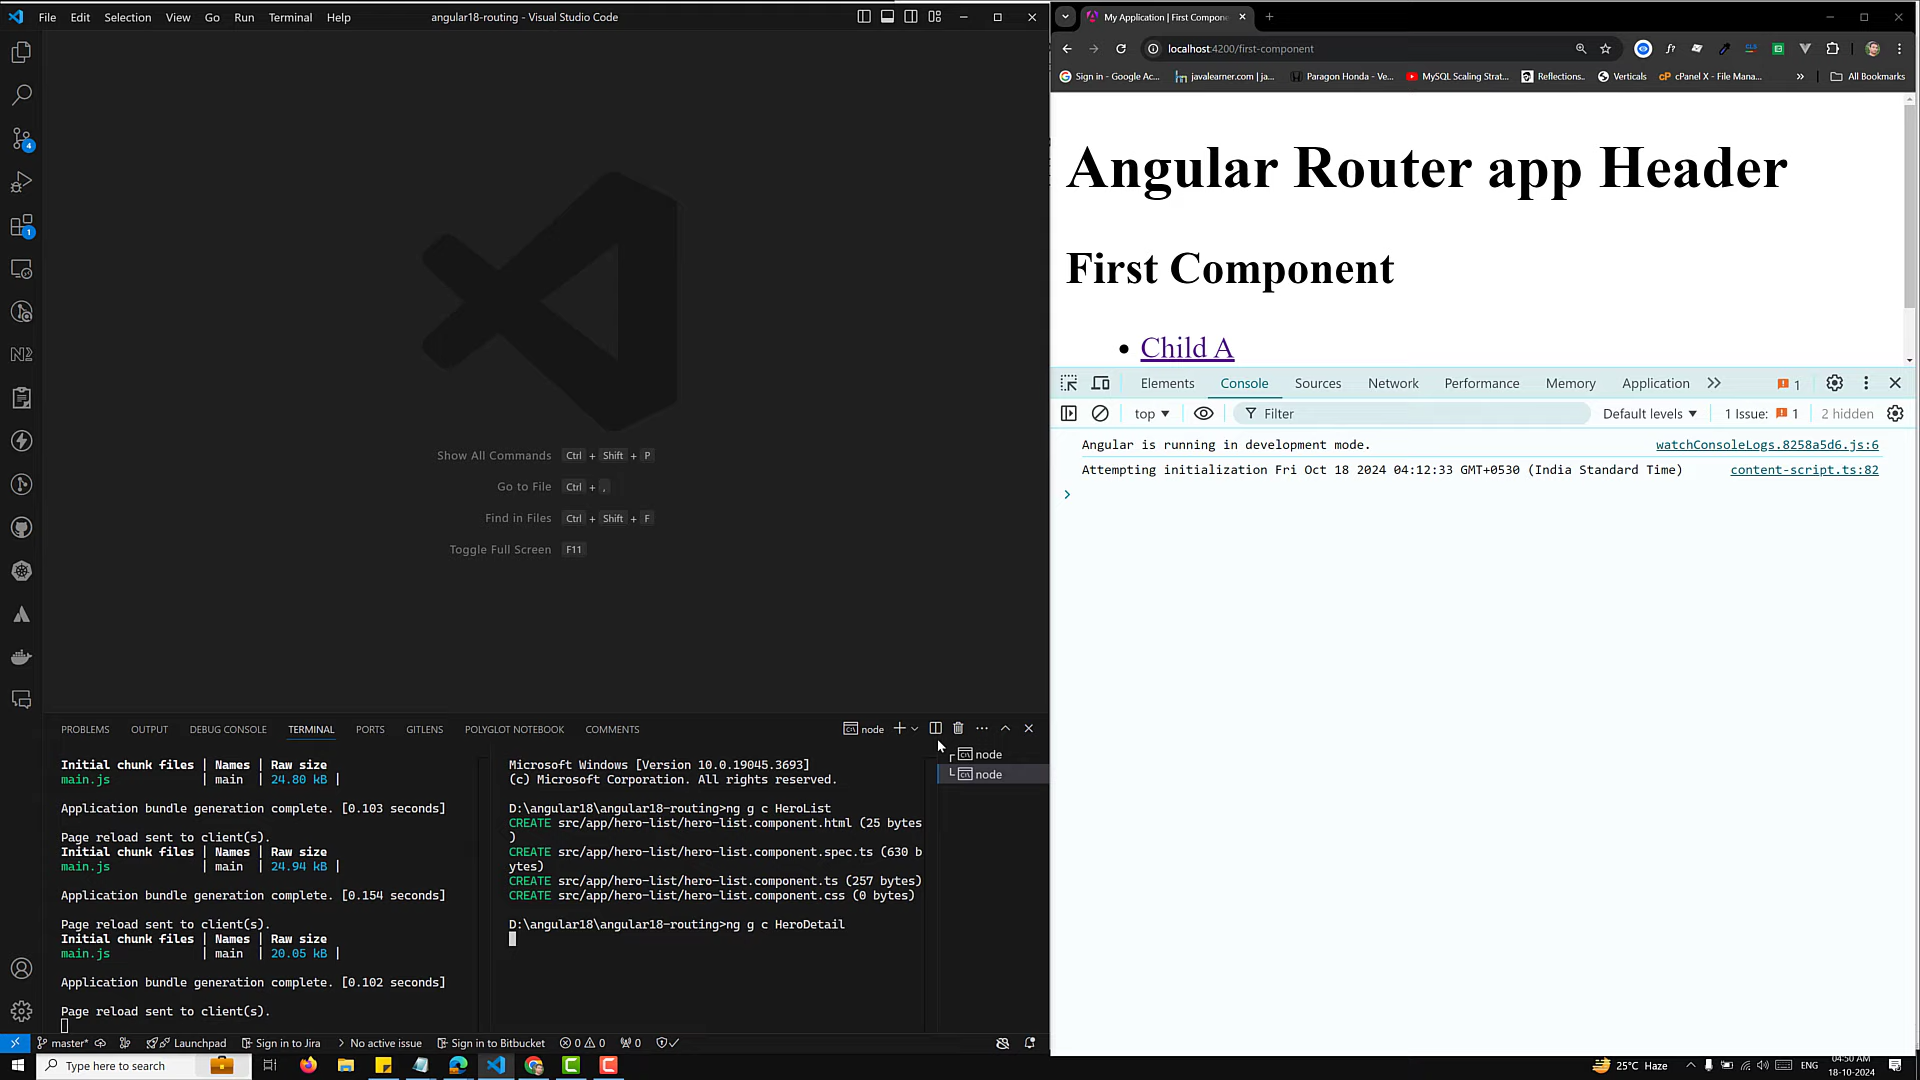 File Edit Selection View Go Run Terminal Help
angular18-routing - Visual Studio Code
4
1
Show All Commands Ctrl + Shift + P
Go to File Ctrl + ,
Find in Files Ctrl + Shift + F
Toggle Full Screen F11
PROBLEMS OUTPUT DEBUG CONSOLE TERMINAL PORTS GITLENS POLYGLOT NOTEBOOK COMMENTS
node
node
node
Initial chunk files | Names | Raw size
main.js | main | 24.80 kB |
Application bundle generation complete. [0.103 seconds]
Page reload sent to client(s).
Initial chunk files | Names | Raw size
main.js | main | 24.94 kB |
Application bundle generation complete. [0.154 seconds]
Page reload sent to client(s).
Initial chunk files | Names | Raw size
main.js | main | 20.05 kB |
Application bundle generation complete. [0.102 seconds]
Page reload sent to client(s).
Microsoft Windows [Version 10.0.19045.3693]
(c) Microsoft Corporation. All rights reserved.
D:\angular18\angular18-routing>ng g c HeroList
CREATE src/app/hero-list/hero-list.component.html (25 bytes
)
CREATE src/app/hero-list/hero-list.component.spec.ts (630 b
ytes)
CREATE src/app/hero-list/hero-list.component.ts (257 bytes)
CREATE src/app/hero-list/hero-list.component.css (0 bytes)
D:\angular18\angular18-routing>ng g c HeroDetail
master* Launchpad Sign in to Jira No active issue Sign in to Bitbucket 0 0 0
My Application | First Compon
localhost:4200/first-component
Sign in - Google Ac... javalearner.com | ja... Paragon Honda - Ve... MySQL Scaling Strat... Reflections.. Verticals cPanel X - File Mana... All Bookmarks
Angular Router app Header
First Component
Child A
Elements Console Sources Network Performance Memory Application 1
top Filter Default levels 1 Issue: 1 2 hidden
Angular is running in development mode. watchConsoleLogs.8258a5d6.js:6
Attempting initialization Fri Oct 18 2024 04:12:33 GMT+0530 (India Standard Time) content-script.ts:82
Type here to search
25°C Haze ENG 04:50 AM
18-10-2024